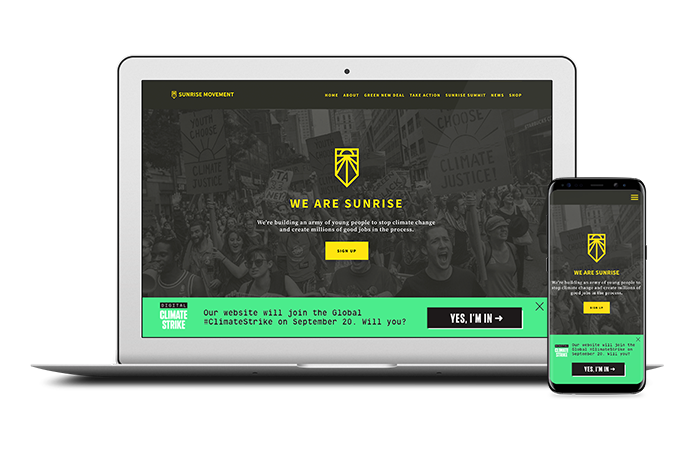 SUNRISE MOVEMENT
HOME ABOUT GREEN NEW DEAL TAKE ACTION SUNRISE SUMMIT NEWS SHOP
YOUTH
CHOOSE
CLIMATE
JUSTICE
CHOOSE
CLIMATE
JUSTICE!
WE ARE SUNRISE
We're building an army of young people to stop climate change
and create millions of good jobs in the process.
SIGN UP
DIGITAL
CLIMATE
STRIKE
Our website will join the Global
#ClimateStrike on September 20. Will you?
YES, I'M IN →
WE ARE SUNRISE
We're building an army of young people to
stop climate change and create millions of
good jobs in the process.
SIGN UP
DIGITAL
CLIMATE
STRIKE
Our website will join the
Global #ClimateStrike on
September 20. Will you?
YES, I'M IN →